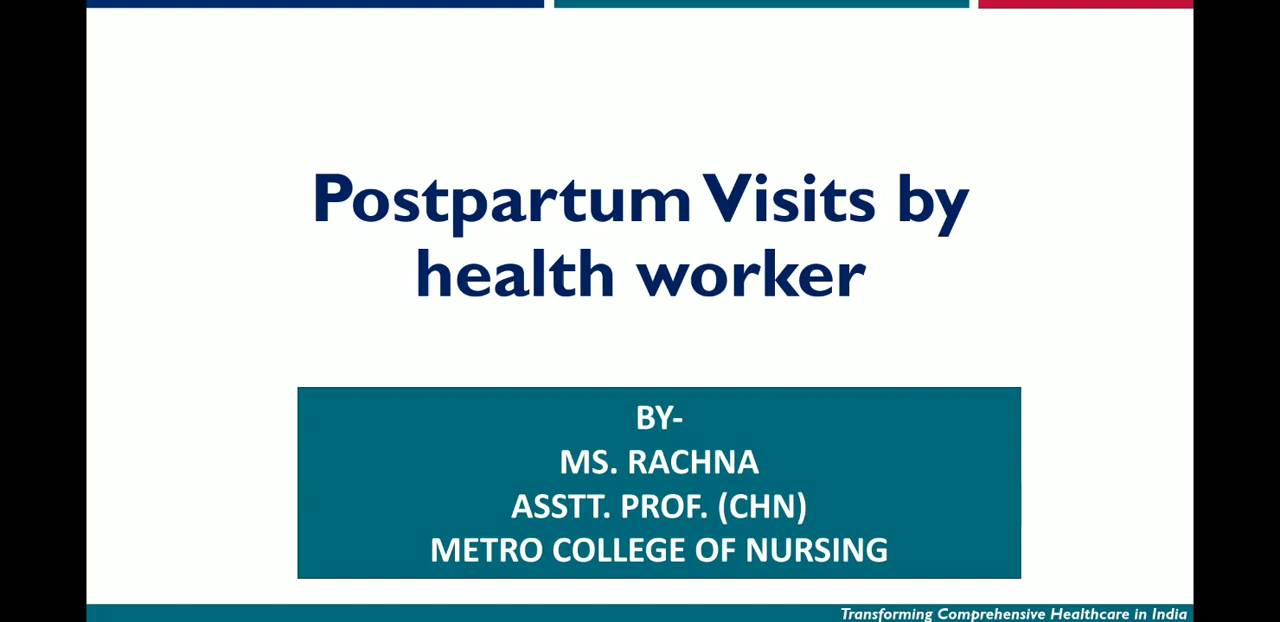 Postpartum Visits by
health worker
BY-
MS. RACHNA
ASSTT. PROF. (CHN)
METRO COLLEGE OF NURSING
Transforming Comprehensive Healthcare in India